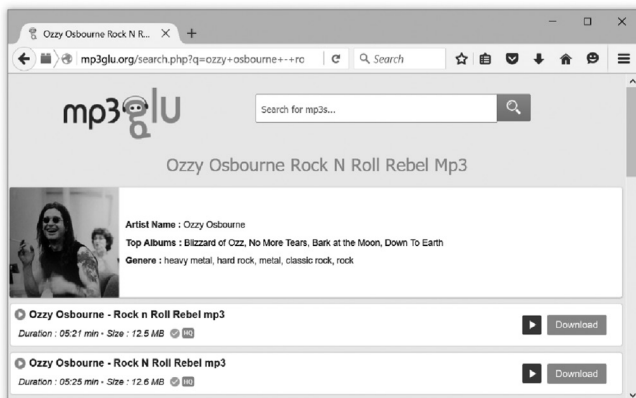 Ozzy Osbourne Rock N R...
mp3glu.org/search.php?q=ozzy+osbourne+-+ro
Search
mp3glu
Search for mp3s...
Ozzy Osbourne Rock N Roll Rebel Mp3
Artist Name : Ozzy Osbourne
Top Albums : Blizzard of Ozz, No More Tears, Bark at the Moon, Down To Earth
Genere : heavy metal, hard rock, metal, classic rock, rock
Ozzy Osbourne - Rock n Roll Rebel mp3
Download
Duration : 05:21 min - Size : 12.5 MB HQ
Ozzy Osbourne - Rock N Roll Rebel mp3
Download
Duration : 05:25 min - Size : 12.6 MB HQ